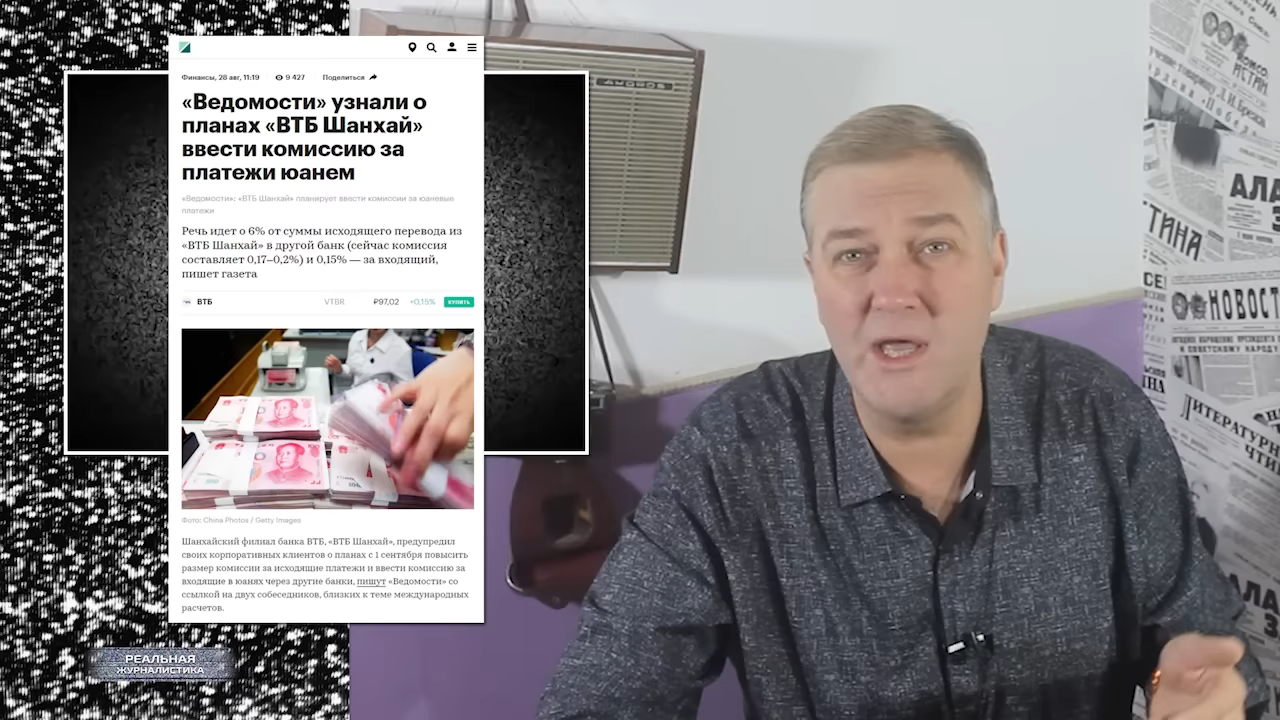 Финансы, 28 авг, 11:19
9 427
Поделиться
«Ведомости» узнали о
планах «ВТБ Шанхай»
ввести комиссию за
платежи юанем
«Ведомости»: «ВТБ Шанхай» планирует ввести комиссии за юаневые
платежи
Речь идет о 6% от суммы исходящего перевода из
«ВТБ Шанхай» в другой банк (сейчас комиссия
составляет 0,17–0,2%) и 0,15% — за входящий,
пишет газета
ВТБ
VTBR
₽97,02
+0,15%
КУПИТЬ
Фото: China Photos / Getty Images
Шанхайский филиал банка ВТБ, «ВТБ Шанхай», предупредил
своих корпоративных клиентов о планах с 1 сентября повысить
размер комиссии за исходящие платежи и ввести комиссию за
входящие в юанях через другие банки, пишут «Ведомости» со
ссылкой на двух собеседников, близких к теме международных
расчетов.
РЕАЛЬНАЯ
ЖУРНАЛИСТИКА
НОВОСТ
И СОВЕТСКОМУ НАРОДУ
ЛИТЕРАТУРН
ЧТИ